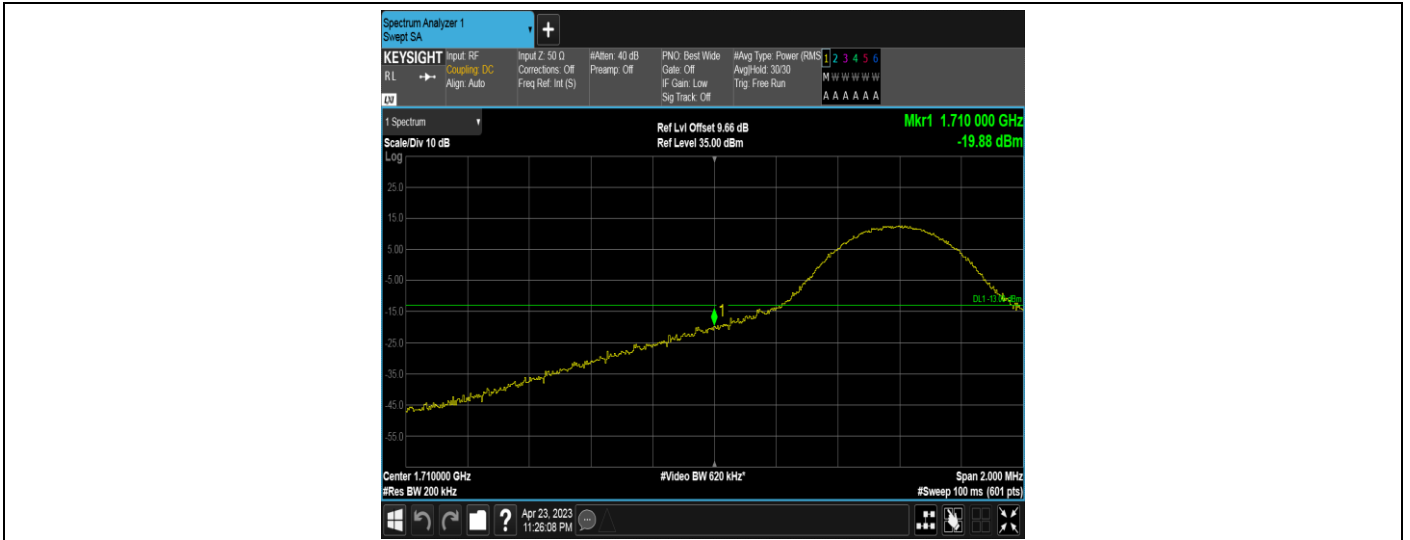 Spectrum Analyzer 1
Swept SA
+
KEYSIGHT
RL
LXI
Input: RF
Coupling: DC
Align: Auto
Input Z: 50 Ω
Corrections: Off
Freq Ref: Int (S)
#Atten: 40 dB
Preamp: Off
PNO: Best Wide
Gate: Off
IF Gain: Low
Sig Track: Off
#Avg Type: Power (RMS
Avg|Hold: 30/30
Trig: Free Run
1 2 3 4 5 6
M W W W W W
A A A A A A
1 Spectrum
Scale/Div 10 dB
Log
Ref Lvl Offset 9.66 dB
Ref Level 35.00 dBm
Mkr1 1.710 000 GHz
-19.88 dBm
25.0
15.0
5.00
-5.00
-15.0
-25.0
-35.0
-45.0
-55.0
1
Center 1.710000 GHz
#Res BW 200 kHz
#Video BW 620 kHz*
Span 2.000 MHz
#Sweep 100 ms (601 pts)
?
Apr 23, 2023
11:26:08 PM